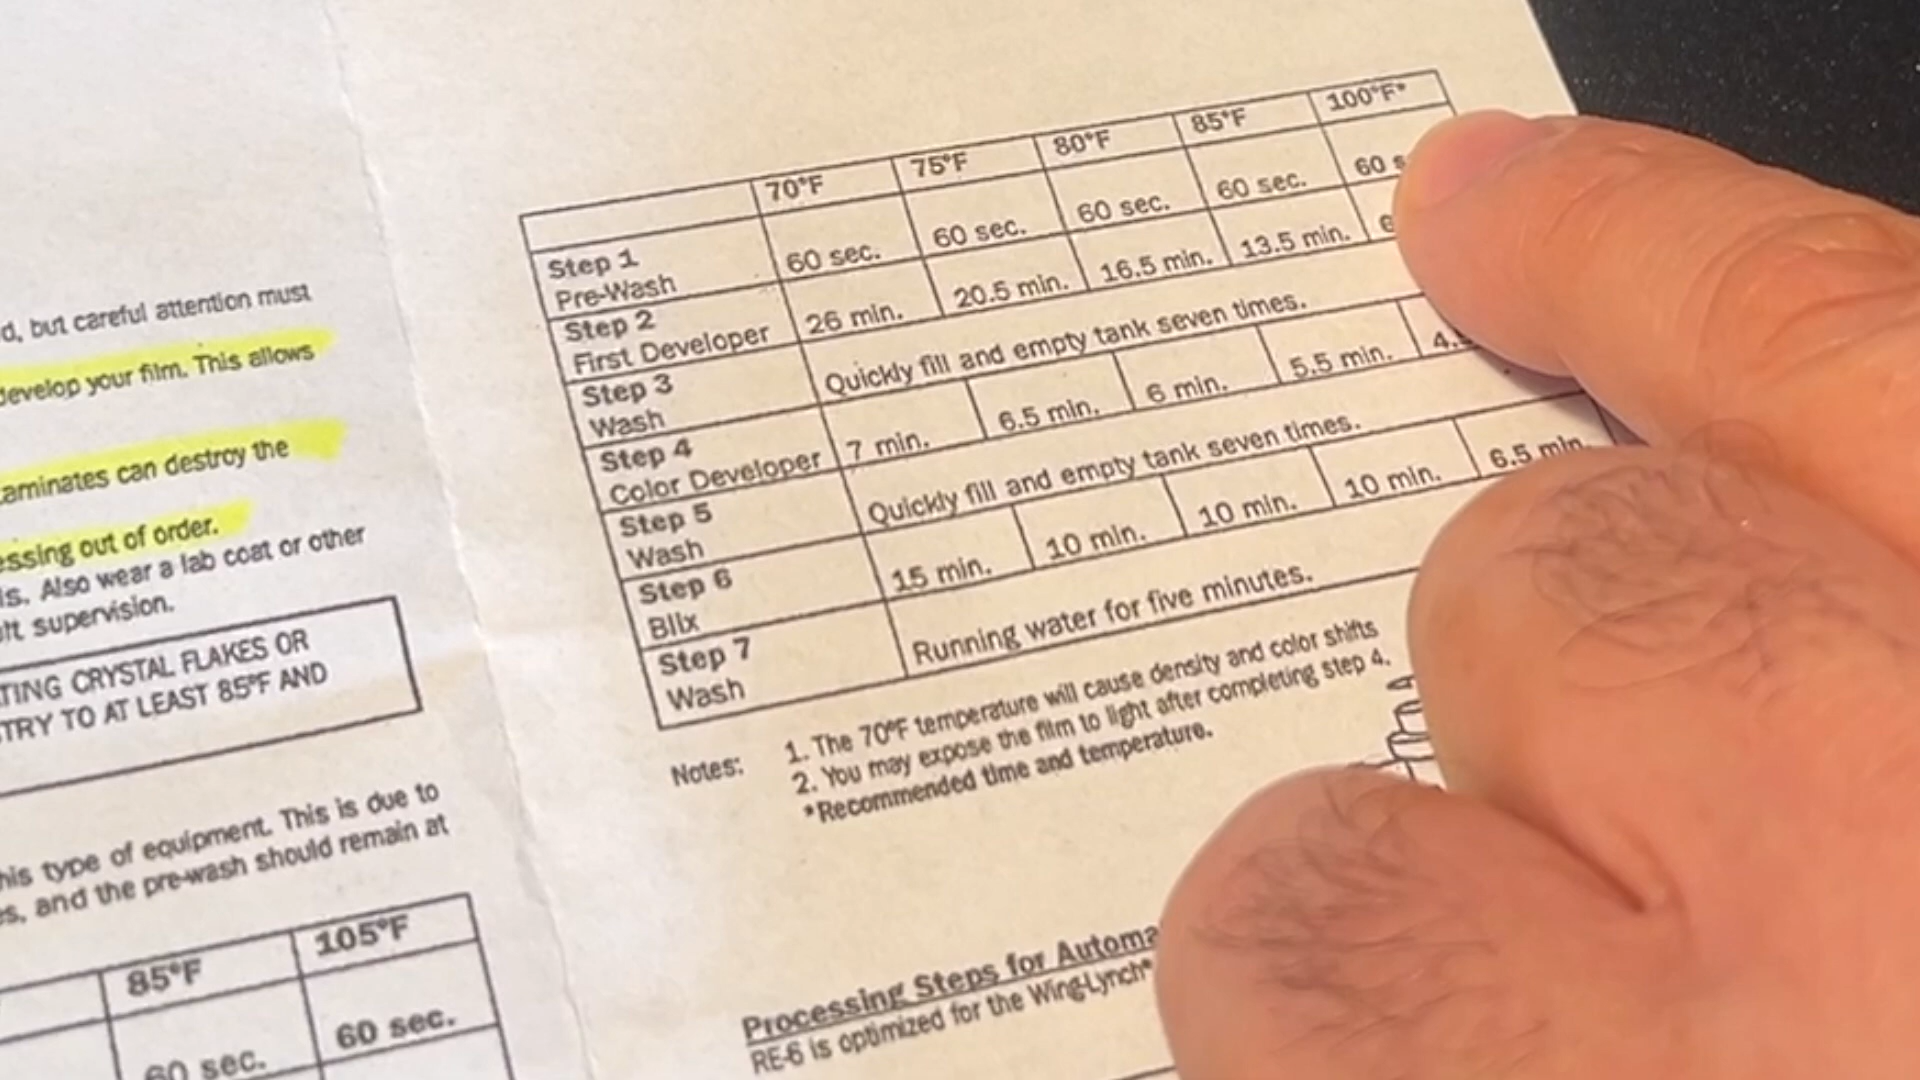 d, but careful attention must
develop your film. This allows
aminates can destroy the
essing out of order.
is. Also wear a lab coat or other
lt supervision.
TING CRYSTAL FLAKES OR
TRY TO AT LEAST 85°F AND
his type of equipment. This is due to
es, and the pre-wash should remain at
85°F 105°F
60 sec. 60 sec.
70°F 75°F 80°F 85°F 100°F*
Step 1 Pre-Wash 60 sec. 60 sec. 60 sec. 60 sec. 60 s
Step 2 First Developer 26 min. 20.5 min. 16.5 min. 13.5 min. 6
Step 3 Wash Quickly fill and empty tank seven times.
Step 4 Color Developer 7 min. 6.5 min. 6 min. 5.5 min. 4.
Step 5 Wash Quickly fill and empty tank seven times.
Step 6 Blix 15 min. 10 min. 10 min. 10 min. 6.5 min.
Step 7 Wash Running water for five minutes.
Notes: 1. The 70°F temperature will cause density and color shifts
2. You may expose the film to light after completing step 4.
*Recommended time and temperature.
Processing Steps for Automa
RE-6 is optimized for the Wing-Lynch*